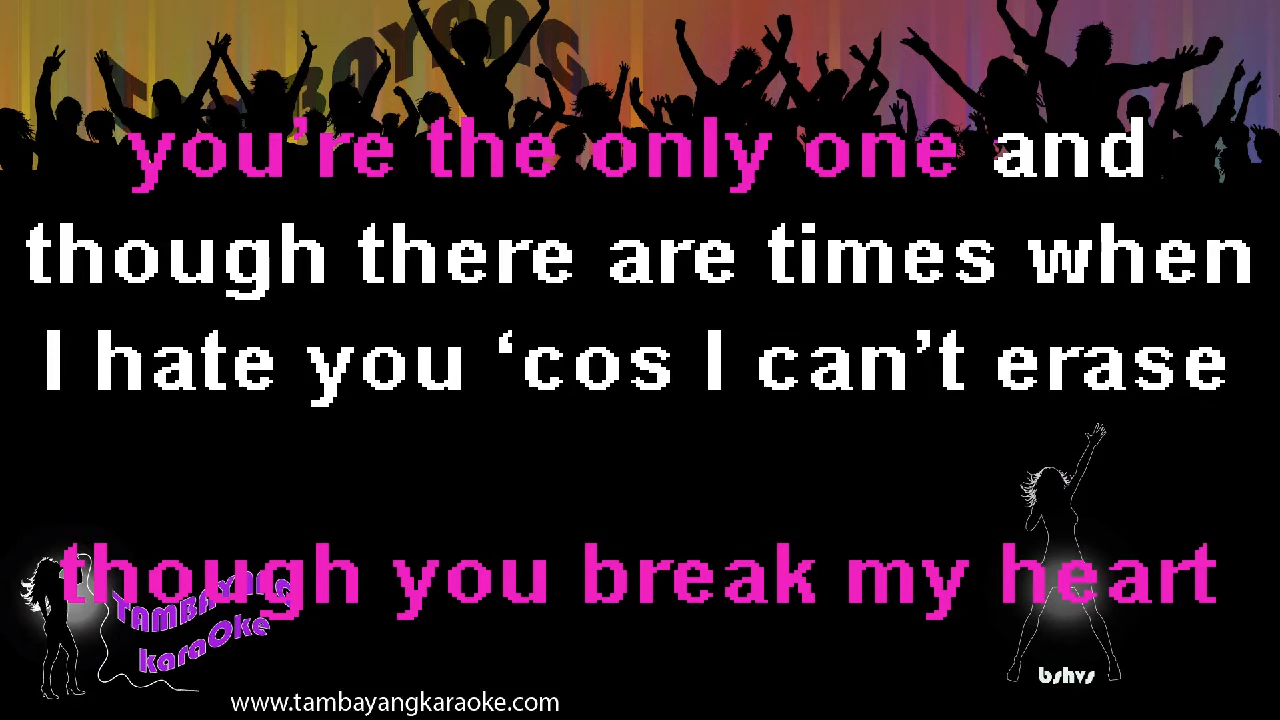 TAMBAYANG
you're the only one and
though there are times when
I hate you ‘cos I can’t erase
though you break my heart
TAMBAYANG
karaOke
bshvs
www.tambayangkaraoke.com